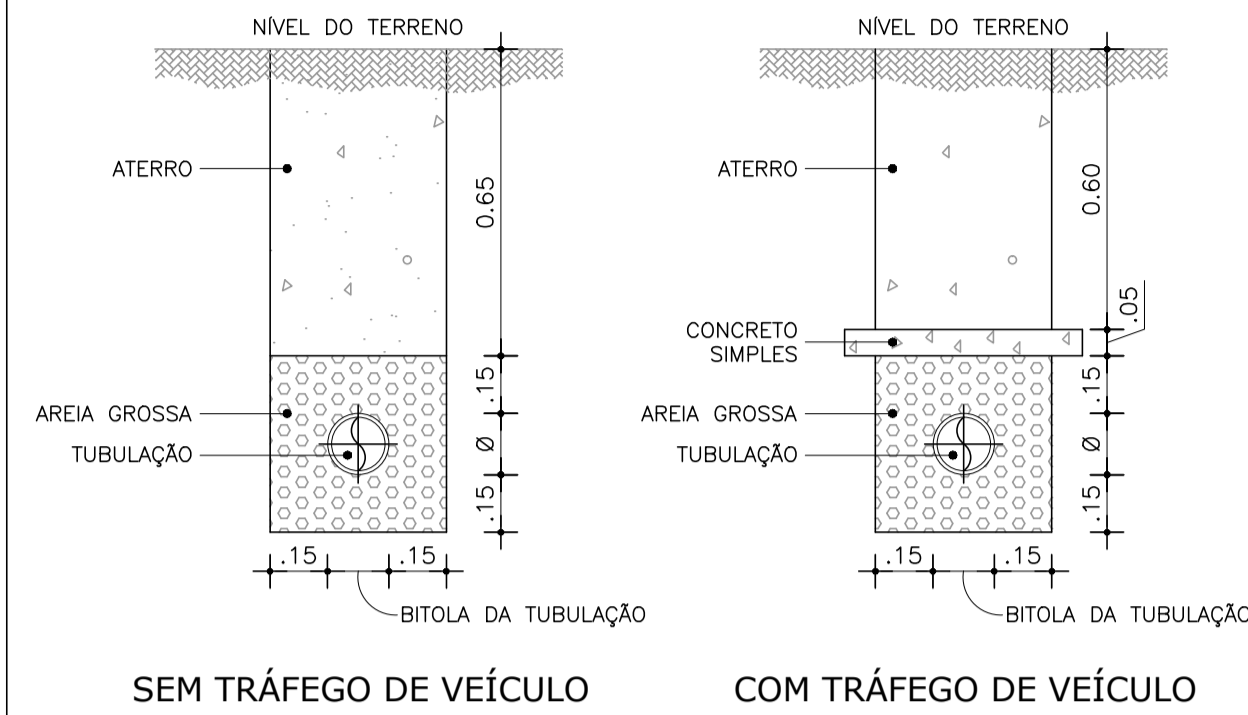 NÍVEL DO TERRENO
ATERRO
0.65
AREIA GROSSA
TUBULAÇÃO
.15
Ø
.15
.15
.15
BITOLA DA TUBULAÇÃO
SEM TRÁFEGO DE VEÍCULO
NÍVEL DO TERRENO
ATERRO
0.60
CONCRETO
SIMPLES
.05
AREIA GROSSA
TUBULAÇÃO
.15
Ø
.15
.15
.15
BITOLA DA TUBULAÇÃO
COM TRÁFEGO DE VEÍCULO